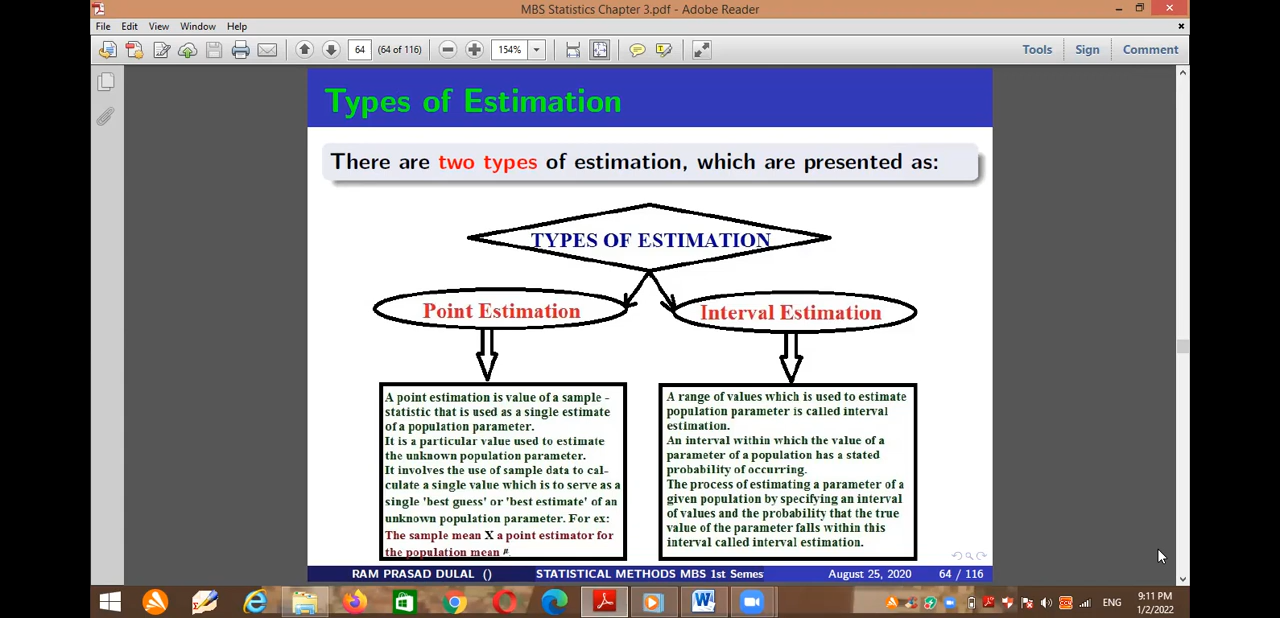 MBS Statistics Chapter 3.pdf - Adobe Reader
File Edit View Window Help
64 (64 of 116) 154% Tools Sign Comment
Types of Estimation
There are two types of estimation, which are presented as:
TYPES OF ESTIMATION
Point Estimation
Interval Estimation
A point estimation is value of a sample -
statistic that is used as a single estimate
of a population parameter.
It is a particular value used to estimate
the unknown population parameter.
It involves the use of sample data to cal-
culate a single value which is to serve as a
single 'best guess' or 'best estimate' of an
unknown population parameter. For ex:
The sample mean X a point estimator for
the population mean μ.
A range of values which is used to estimate
population parameter is called interval
estimation.
An interval within which the value of a
parameter of a population has a stated
probability of occurring.
The process of estimating a parameter of a
given population by specifying an interval
of values and the probability that the true
value of the parameter falls within this
interval called interval estimation.
RAM PRASAD DULAL () STATISTICAL METHODS MBS 1st Semes August 25, 2020 64 / 116
ENG 9:11 PM
1/2/2022